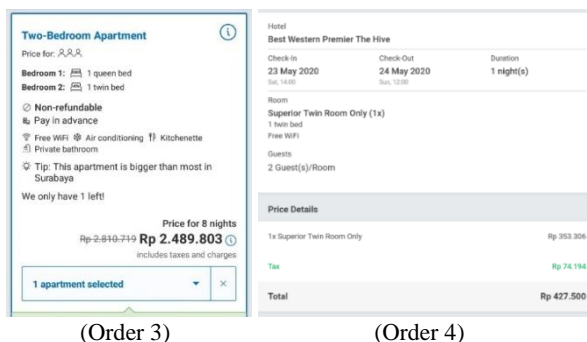 Two-Bedroom Apartment
Price for:
Bedroom 1: 1 queen bed
Bedroom 2: 1 twin bed
Non-refundable
Pay in advance
Free WiFi Air conditioning Kitchenette
Private bathroom
Tip: This apartment is bigger than most in
Surabaya
We only have 1 left!
Price for 8 nights
Rp 2.810.719 Rp 2.489.803
includes taxes and charges
1 apartment selected
(Order 3)
Hotel
Best Western Premier The Hive
Check-In Check-Out Duration
23 May 2020 24 May 2020 1 night(s)
Sat, 14:00 Sun, 12:00
Room
Superior Twin Room Only (1x)
1 twin bed
Free WiFi
Guests
2 Guest(s)/Room
Price Details
1x Superior Twin Room Only Rp 353.306
Tax Rp 74.194
Total Rp 427.500
(Order 4)